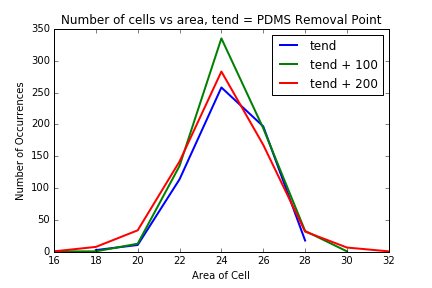 Number of cells vs area, tend = PDMS Removal Point
350
300
250
200
150
100
50
0
Number of Occurrences
tend
tend + 100
tend + 200
16 18 20 22 24 26 28 30 32
Area of Cell